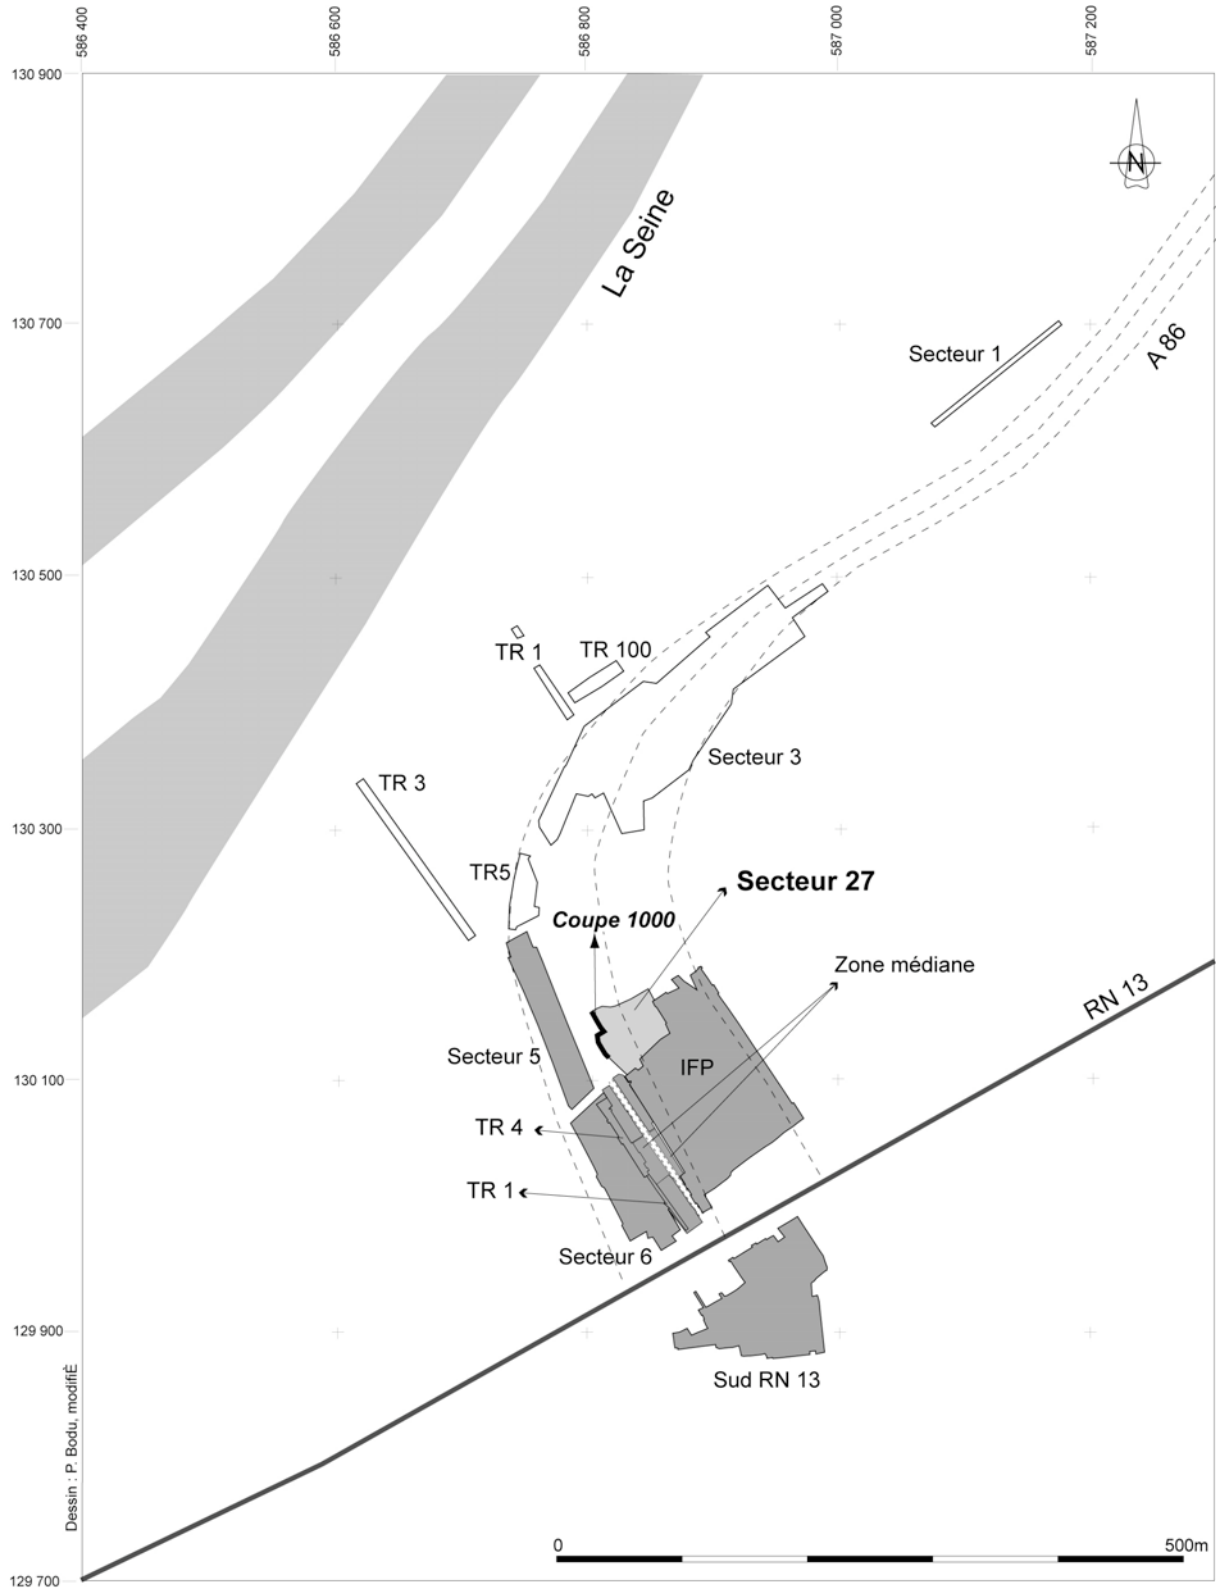 586 400
586 600
586 800
587 000
587 200
130 900
N
La Seine
130 700
Secteur 1
A 86
130 500
TR 1
TR 100
Secteur 3
TR 3
130 300
TR5
Secteur 27
Coupe 1000
Zone médiane
RN 13
Secteur 5
IFP
130 100
TR 4
TR 1
Secteur 6
129 900
Sud RN 13
Dessin : P. Bodu, modifiÈ
0
500m
129 700